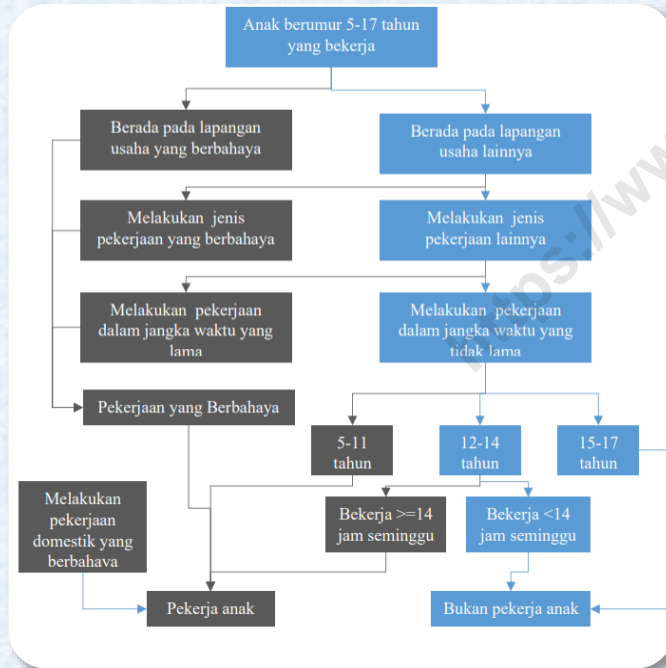 Anak berumur 5-17 tahun
yang bekerja
Berada pada lapangan
usaha yang berbahaya
Berada pada lapangan
usaha lainnya
Melakukan jenis
pekerjaan yang berbahaya
Melakukan jenis
pekerjaan lainnya
Melakukan pekerjaan
dalam jangka waktu yang
lama
Melakukan pekerjaan
dalam jangka waktu yang
tidak lama
Pekerjaan yang Berbahaya
5-11
tahun
12-14
tahun
15-17
tahun
Melakukan
pekerjaan
domestik yang
berbahava
Bekerja >=14
jam seminggu
Bekerja <14
jam seminggu
Pekerja anak
Bukan pekerja anak
https://ww